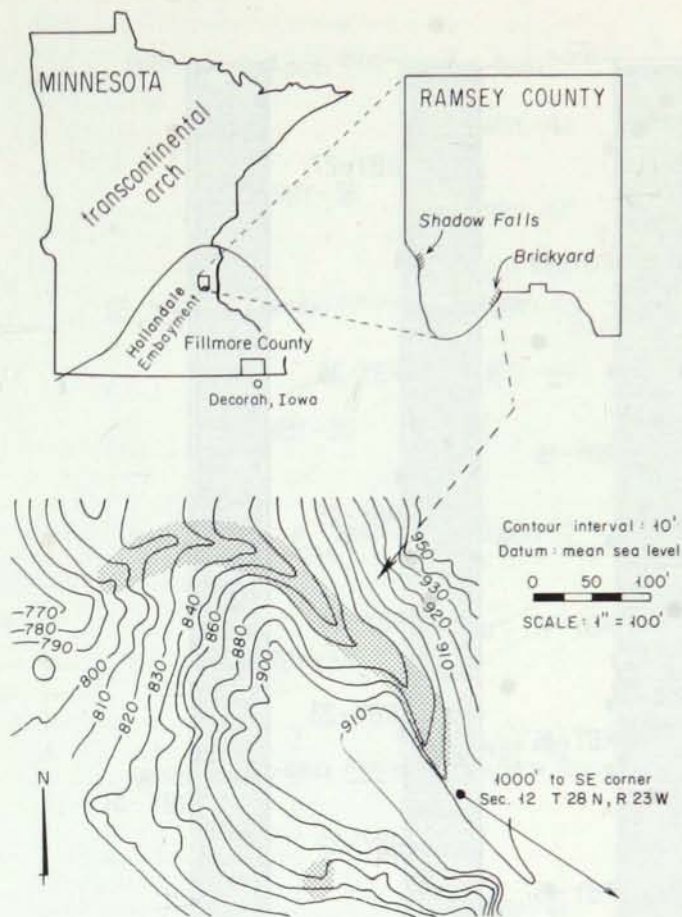 MINNESOTA
transcontinental
arch
Hollandale
Embayment
Fillmore County
Decorah, Iowa
RAMSEY COUNTY
Shadow Falls
Brickyard
Contour interval: 10'
Datum: mean sea level
0 50 100'
SCALE: 1" = 100'
950
930
920
910
770
780
790
800
810
820
830
840
860
880
900
910
N
1000' to SE corner
Sec. 12 T 28 N, R 23 W